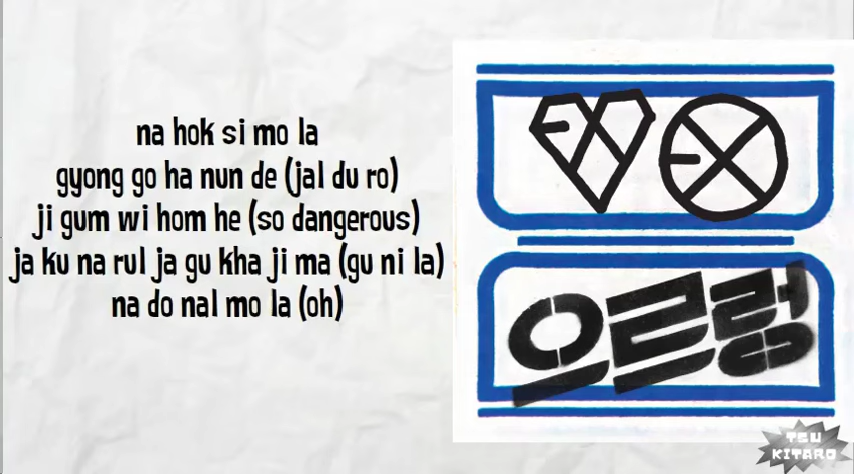 na hok si mo la
gyong go ha nun de (jal du ro)
ji gum wi hom he (so dangerous)
ja ku na rul ja gu kha ji ma (gu ni la)
na do nal mo la (oh)
EXO
으르렁
TSU
KITARO